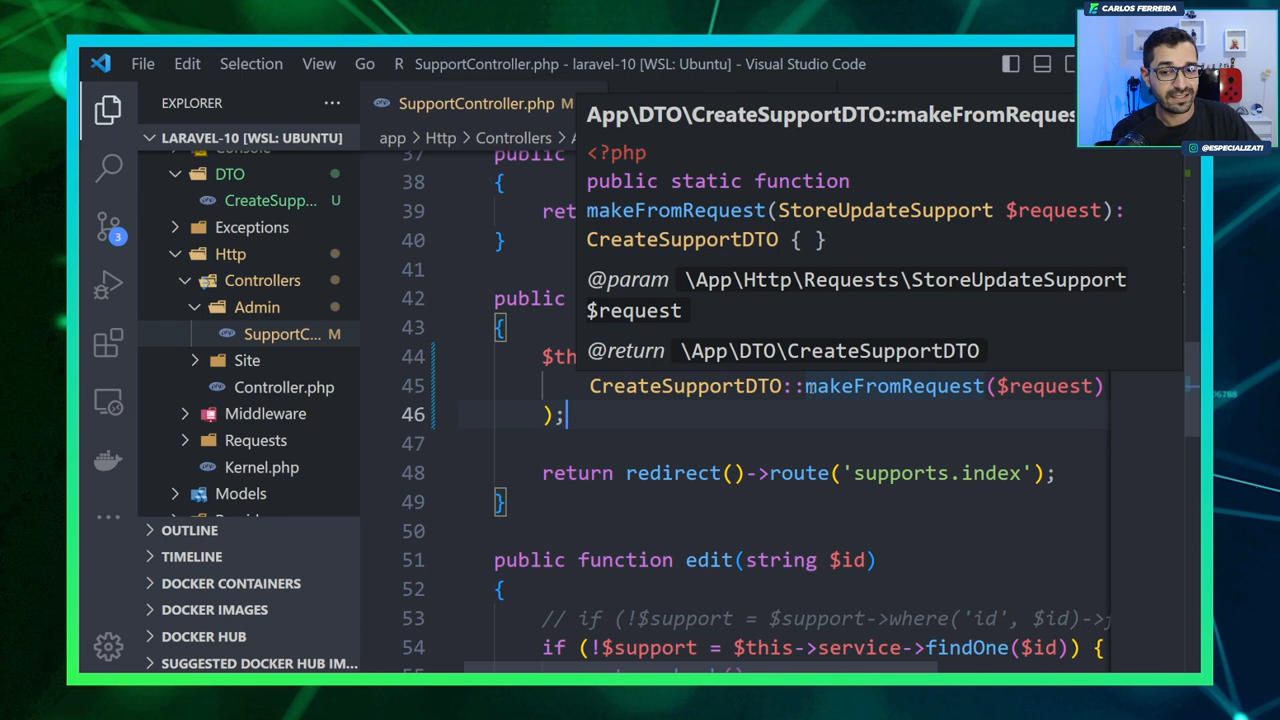 CARLOS FERREIRA
@ESPECIALIZATI
File Edit Selection View Go R SupportController.php - laravel-10 [WSL: Ubuntu] - Visual Studio Code
EXPLORER
LARAVEL-10 [WSL: UBUNTU]
Console
DTO
CreateSupp... U
Exceptions
Http
Controllers
Admin
SupportC... M
Site
Controller.php
Middleware
Requests
Kernel.php
Models
OUTLINE
TIMELINE
DOCKER CONTAINERS
DOCKER IMAGES
DOCKER HUB
SUGGESTED DOCKER HUB IM...
3
SupportController.php M
app > Http > Controllers >
App\DTO\CreateSupportDTO::makeFromReques
<?php
public static function
makeFromRequest(StoreUpdateSupport $request):
CreateSupportDTO { }
@param \App\Http\Requests\StoreUpdateSupport
$request
@return \App\DTO\CreateSupportDTO
37 public
38 {
39 ret
40 }
41
42 public
43 {
44 $th
45 CreateSupportDTO::makeFromRequest($request)
46 );
47
48 return redirect()->route('supports.index');
49 }
50
51 public function edit(string $id)
52 {
53 // if (!$support = $support->where('id', $id)->
54 if (!$support = $this->service->findOne($id)) {
55